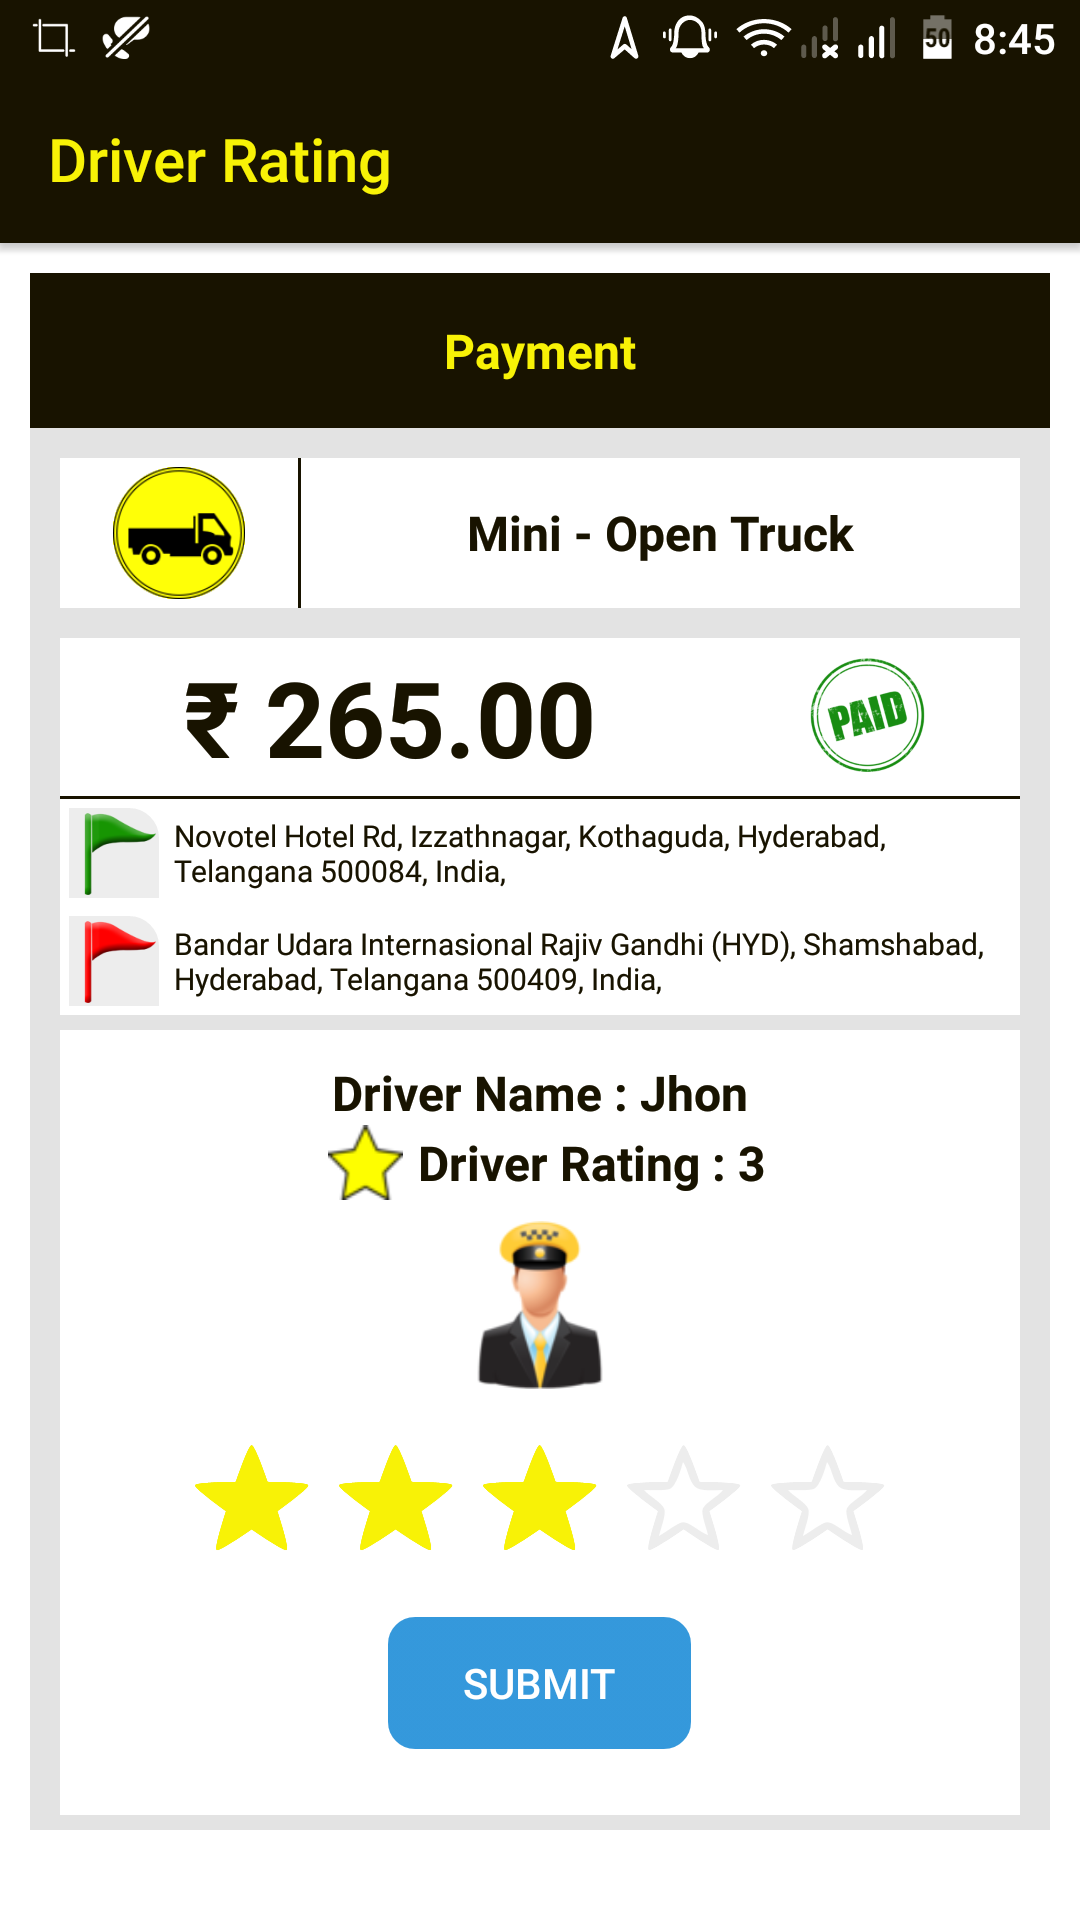 50 8:45
Driver Rating
Payment
Mini - Open Truck
₹ 265.00
PAID
Novotel Hotel Rd, Izzathnagar, Kothaguda, Hyderabad,
Telangana 500084, India,
Bandar Udara Internasional Rajiv Gandhi (HYD), Shamshabad,
Hyderabad, Telangana 500409, India,
Driver Name : Jhon
Driver Rating : 3
SUBMIT